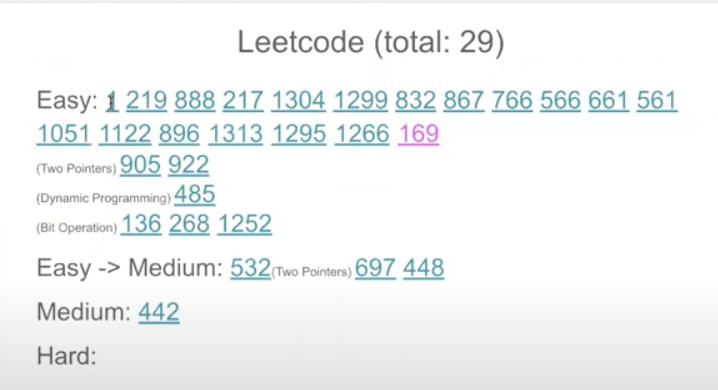 Leetcode (total: 29)
Easy: 1 219 888 217 1304 1299 832 867 766 566 661 561
1051 1122 896 1313 1295 1266 169
(Two Pointers) 905 922
(Dynamic Programming) 485
(Bit Operation) 136 268 1252
Easy -> Medium: 532(Two Pointers) 697 448
Medium: 442
Hard: